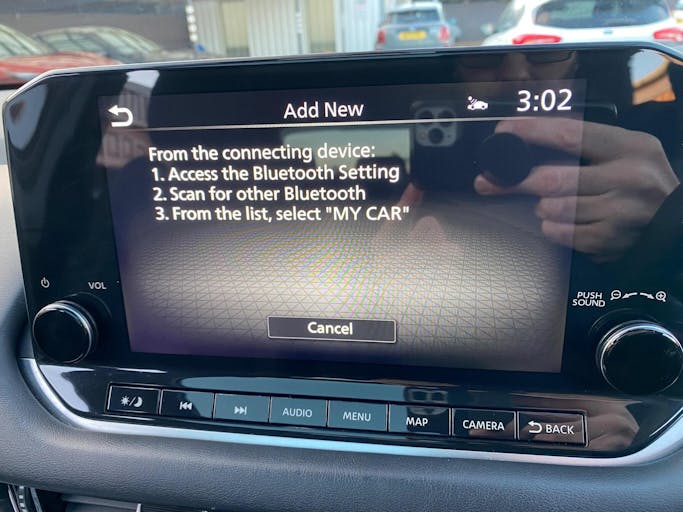 Add New
3:02
From the connecting device:
1. Access the Bluetooth Setting
2. Scan for other Bluetooth
3. From the list, select "MY CAR"
VOL
PUSH
SOUND
Cancel
AUDIO
MENU
MAP
CAMERA
BACK